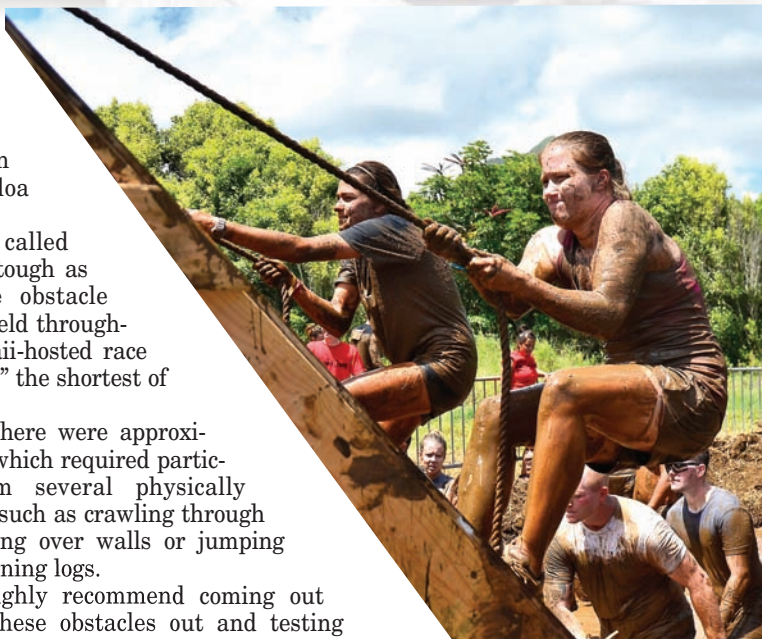 n
loa
called
tough as
e obstacle
eld through-
aii-hosted race
” the shortest of
here were approxi-
which required partic-
m several physically
such as crawling through
ng over walls or jumping
ning logs.
ghly recommend coming out
hese obstacles out and testing